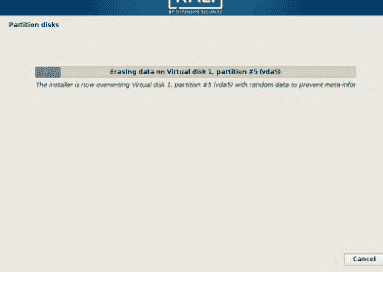 KALI
BY OFFENSIVE SECURITY
Partition disks
Erasing data on Virtual disk 1, partition #5 (vda5)
The installer is now overwriting Virtual disk 1, partition #5 (vda5) with random data to prevent meta-infor
Cancel